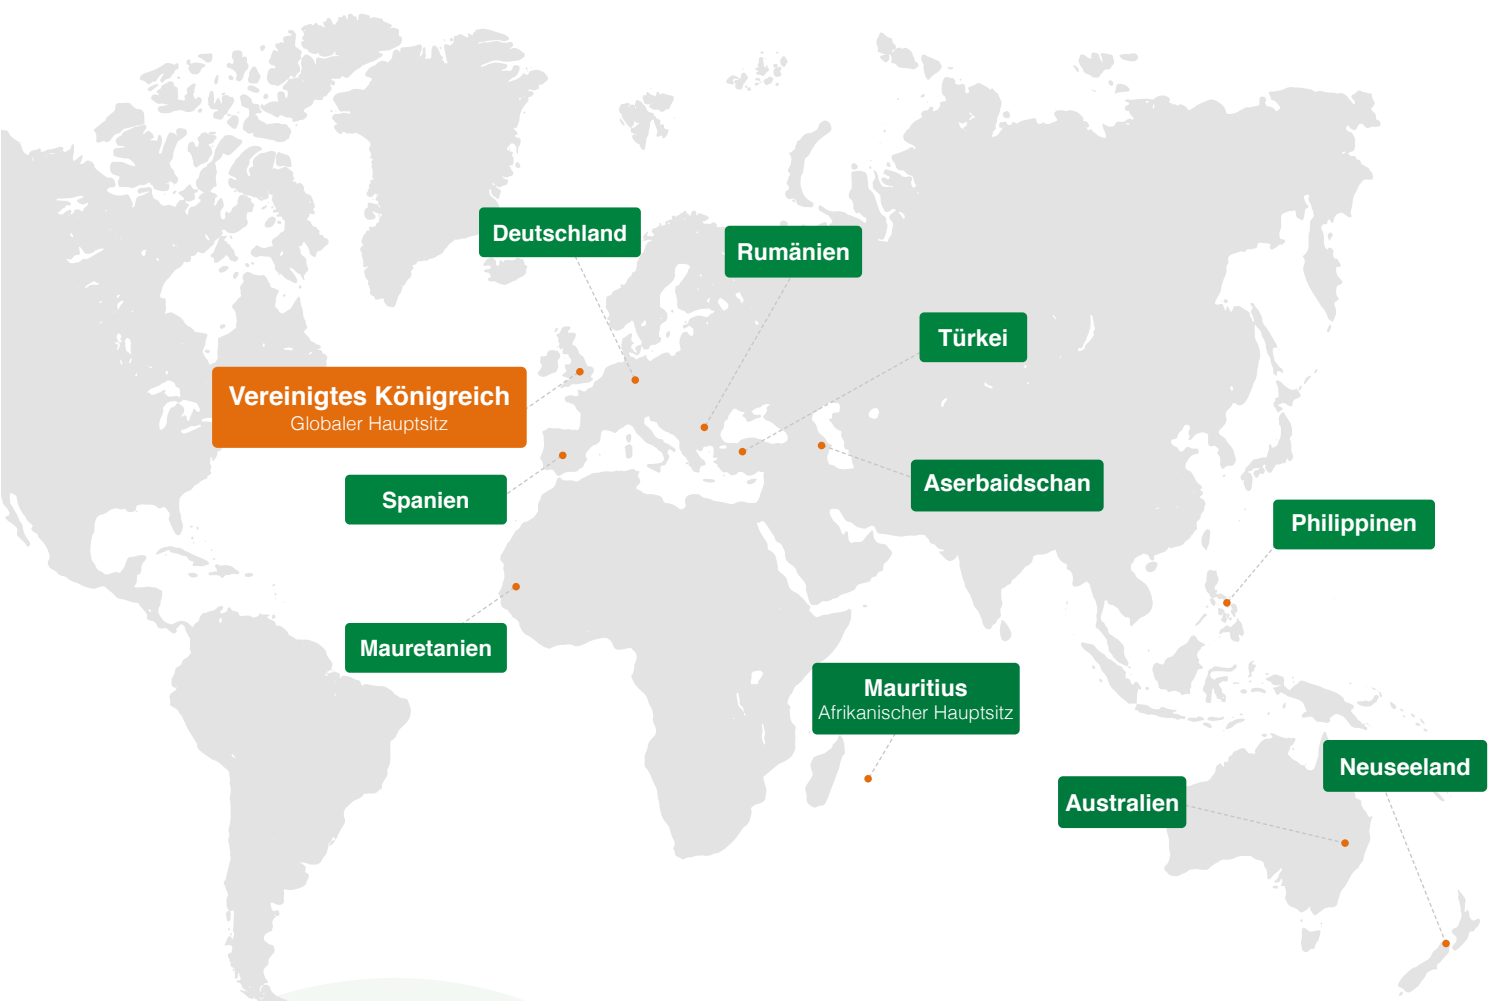 Deutschland
Rumänien
Türkei
Vereinigtes Königreich
Globaler Hauptsitz
Spanien
Aserbaidschan
Philippinen
Mauretanien
Mauritius
Afrikanischer Hauptsitz
Neuseeland
Australien